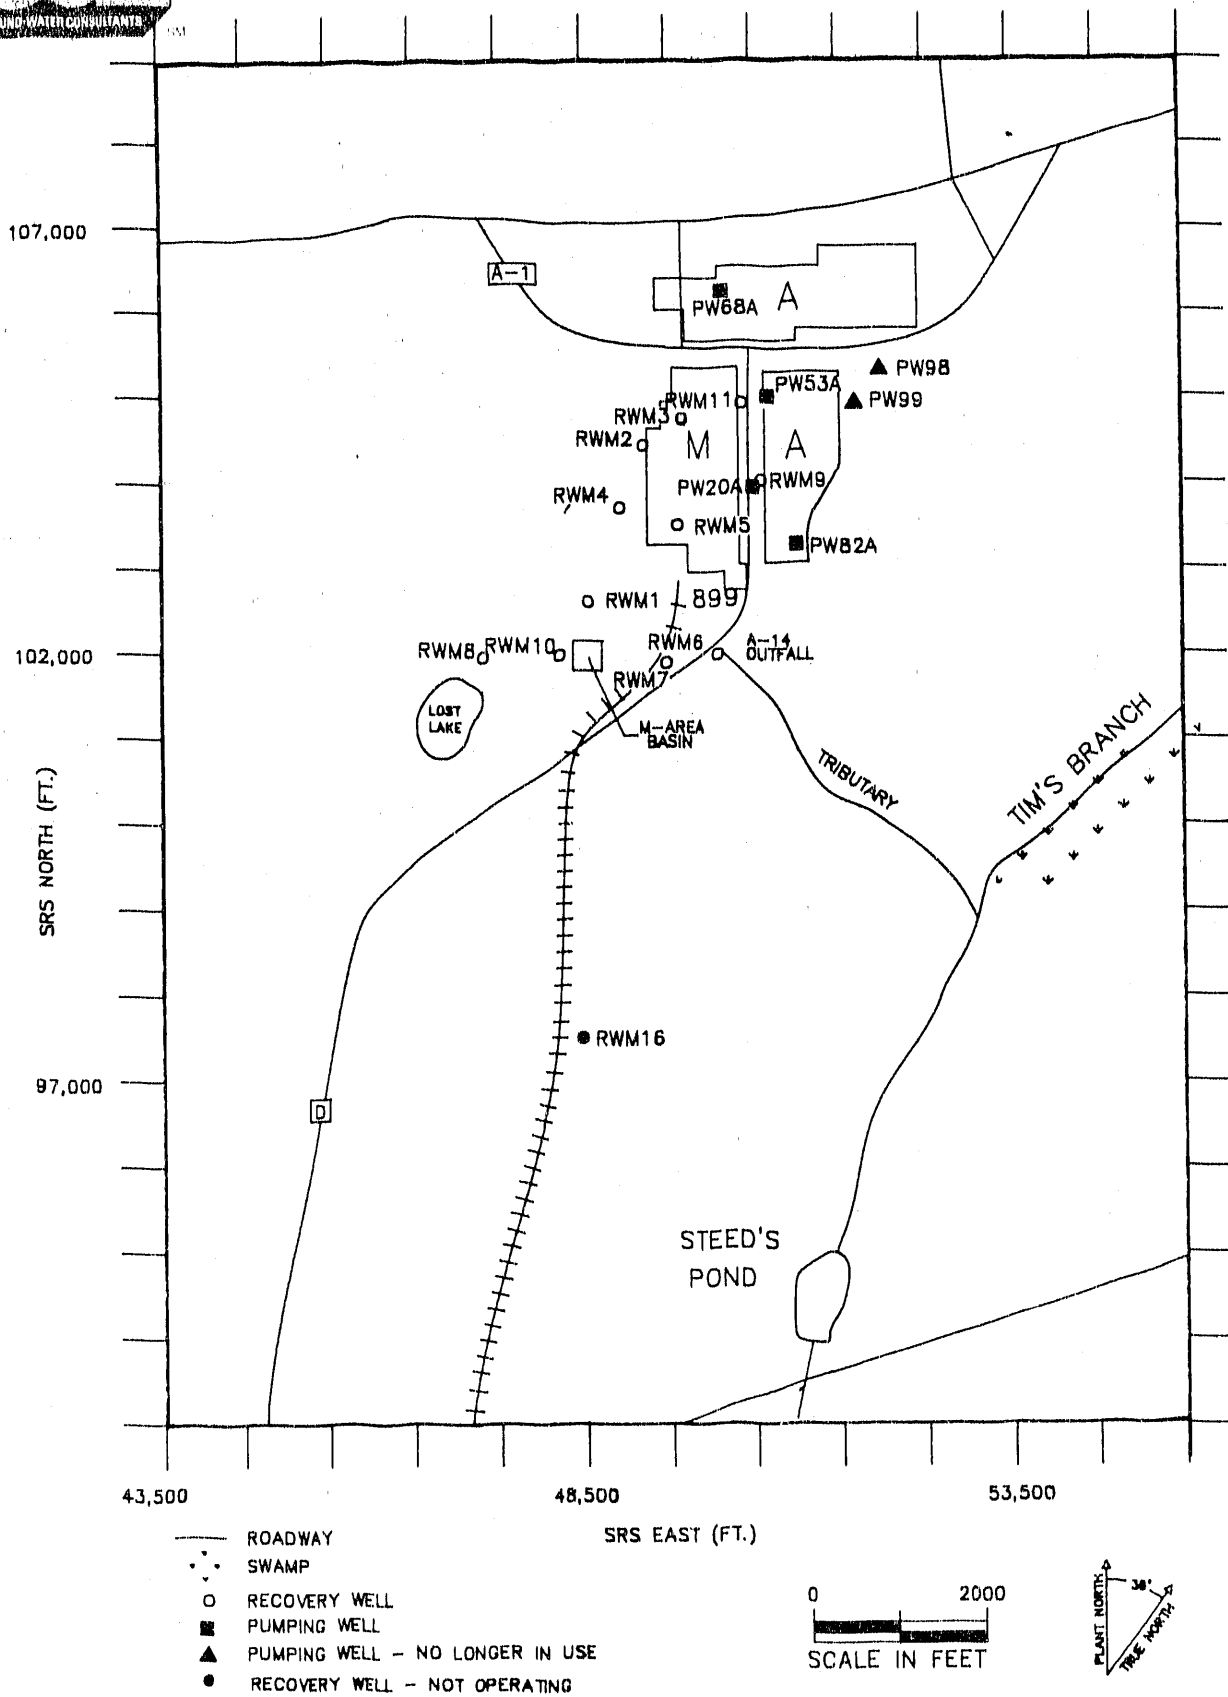 GROUND-WATER CONSULTANTS
107,000
A-1
PW68A
A
PW98
PW53A
PW99
RWM11
RWM3
RWM2
M
A
PW20A
RWM9
RWM4
RWM5
PW82A
RWM1
899
RWM8
RWM10
RWM6
A-14
OUTFALL
102,000
RWM7
LOST
LAKE
M-AREA
BASIN
TRIBUTARY
TIM'S BRANCH
SRS NORTH (FT.)
RWM16
97,000
D
STEED'S
POND
43,500
48,500
53,500
SRS EAST (FT.)
ROADWAY
SWAMP
RECOVERY WELL
PUMPING WELL
PUMPING WELL - NO LONGER IN USE
RECOVERY WELL - NOT OPERATING
0 2000
SCALE IN FEET
PLANT NORTH
36°
TRUE NORTH